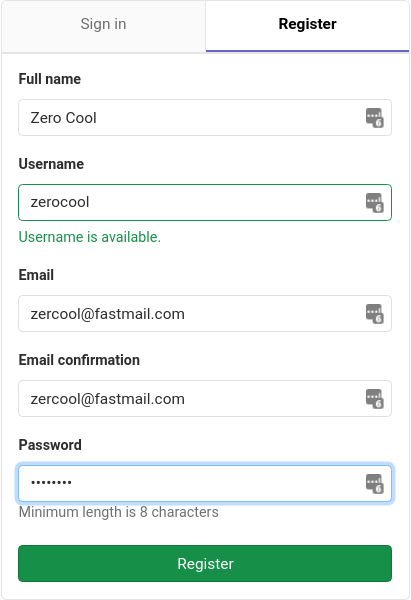 Sign in Register
Full name
Zero Cool
Username
zerocool
Username is available.
Email
zercool@fastmail.com
Email confirmation
zercool@fastmail.com
Password
••••••••
Minimum length is 8 characters
Register